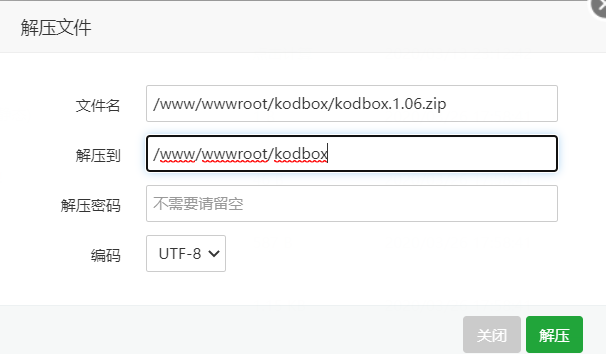 解压文件
文件名 /www/wwwroot/kodbox/kodbox.1.06.zip
解压到 /www/wwwroot/kodbox
解压密码 不需要请留空
编码 UTF-8
关闭 解压